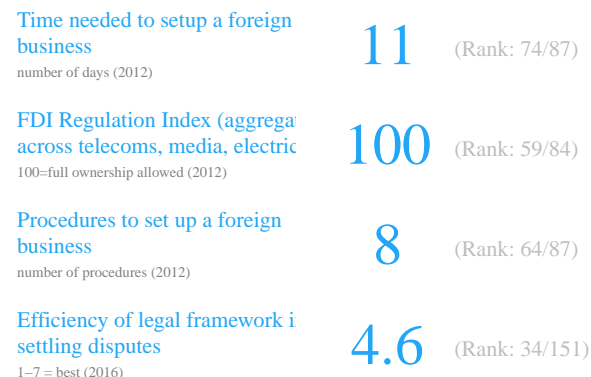 Time needed to setup a foreign
business
number of days (2012)
11
(Rank: 74/87)
FDI Regulation Index
across telecoms, media,
100=full ownership allowed (2012)
100
(Rank: 59/84)
Procedures to set up a foreign
business
number of procedures (2012)
8
(Rank: 64/87)
Efficiency of legal framework
settling disputes
1–7 = best (2016)
4.6
(Rank: 34/151)